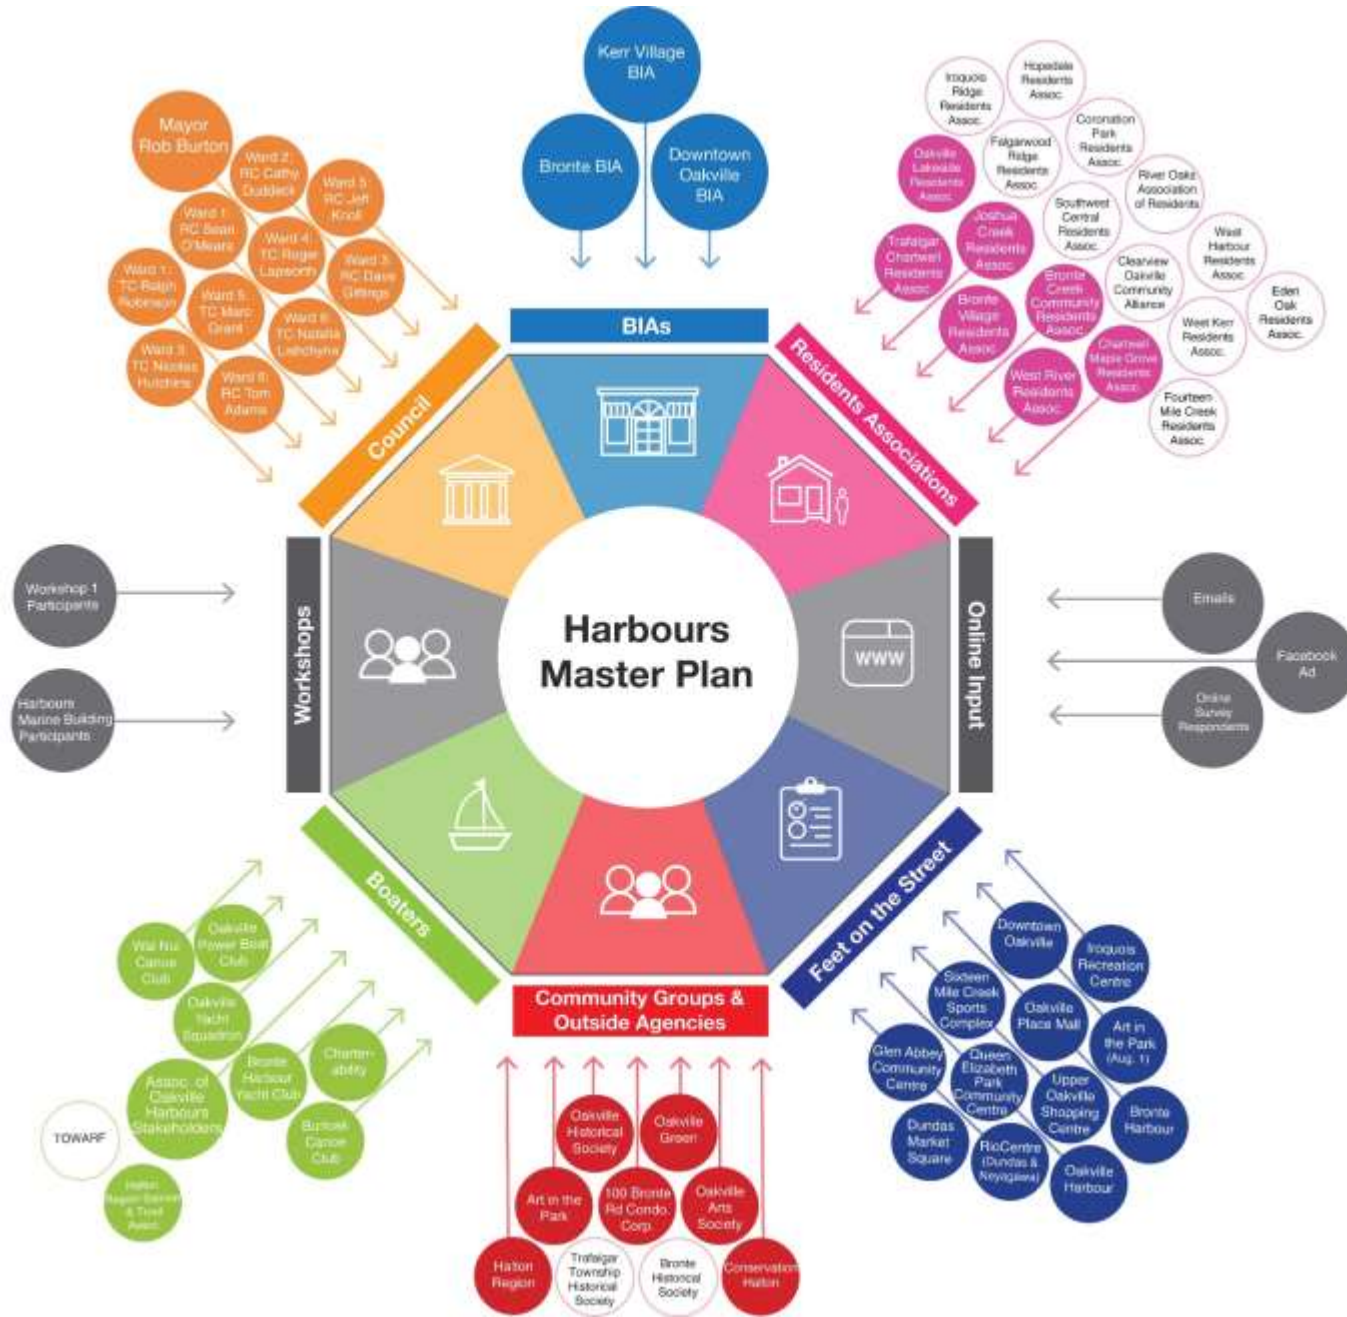 Kerr Village
BIA
Bronte BIA
Downtown
Oakville
BIA
Mayor
Rob Burton
Ward 2:
RC Cathy
Duddeck
Ward 5:
RC Jeff
Knoll
Ward 1:
RC Sean
O'Meara
Ward 4:
TC Roger
Lapworth
Ward 3:
RC Dave
Gittings
Ward 1:
TC Ralph
Robinson
Ward 5:
TC Marc
Grant
Ward 6:
TC Natalia
Lishchyna
Ward 3:
TC Nicolas
Hutchins
Ward 6:
RC Tom
Adams
Iroquois
Ridge
Residents
Assoc.
Hopedale
Residents
Assoc.
Coronation
Park
Residents
Assoc.
Falgarwood
Ridge
Residents
Assoc.
Oakville
Lakeside
Residents
Assoc.
River Oaks
Association
of Residents
Southwest
Central
Residents
Assoc.
Joshua
Creek
Residents
Assoc.
Trafalgar
Chartwell
Residents
Assoc.
West
Harbour
Residents
Assoc.
Clearview
Oakville
Community
Alliance
Bronte
Creek
Community
Residents
Assoc.
Bronte
Village
Residents
Assoc.
Eden
Oak
Residents
Assoc.
West Kerr
Residents
Assoc.
Chartwell
Maple Grove
Residents
Assoc.
West River
Residents
Assoc.
Fourteen
Mile Creek
Residents
Assoc.
BIAs
Council
Residents Associations
Workshops
Online Input
Boaters
Feet on the Street
Community Groups &
Outside Agencies
Harbours
Master Plan
WWW
Workshop 1
Participants
Harbours
Marine Building
Participants
Emails
Facebook
Ad
Online
Survey
Respondents
Wai Nui
Canoe
Club
Oakville
Power Boat
Club
Oakville
Yacht
Squadron
Assoc. of
Oakville
Harbours
Stakeholders
Bronte
Harbour
Yacht Club
Charter-
ability
Burloak
Canoe
Club
TOWARF
Halton
Region Salmon
& Trout
Assoc.
Oakville
Historical
Society
Oakville
Green
Art in the
Park
100 Bronte
Rd Condo.
Corp.
Oakville
Arts
Society
Halton
Region
Trafalgar
Township
Historical
Society
Bronte
Historical
Society
Conservation
Halton
Downtown
Oakville
Iroquois
Recreation
Centre
Sixteen
Mile Creek
Sports
Complex
Oakville
Place Mall
Art in
the Park
(Aug. 1)
Glen Abbey
Community
Centre
Queen
Elizabeth
Park
Community
Centre
Upper
Oakville
Shopping
Centre
Bronte
Harbour
Dundas
Market
Square
RioCentre
(Dundas &
Neyagawa)
Oakville
Harbour